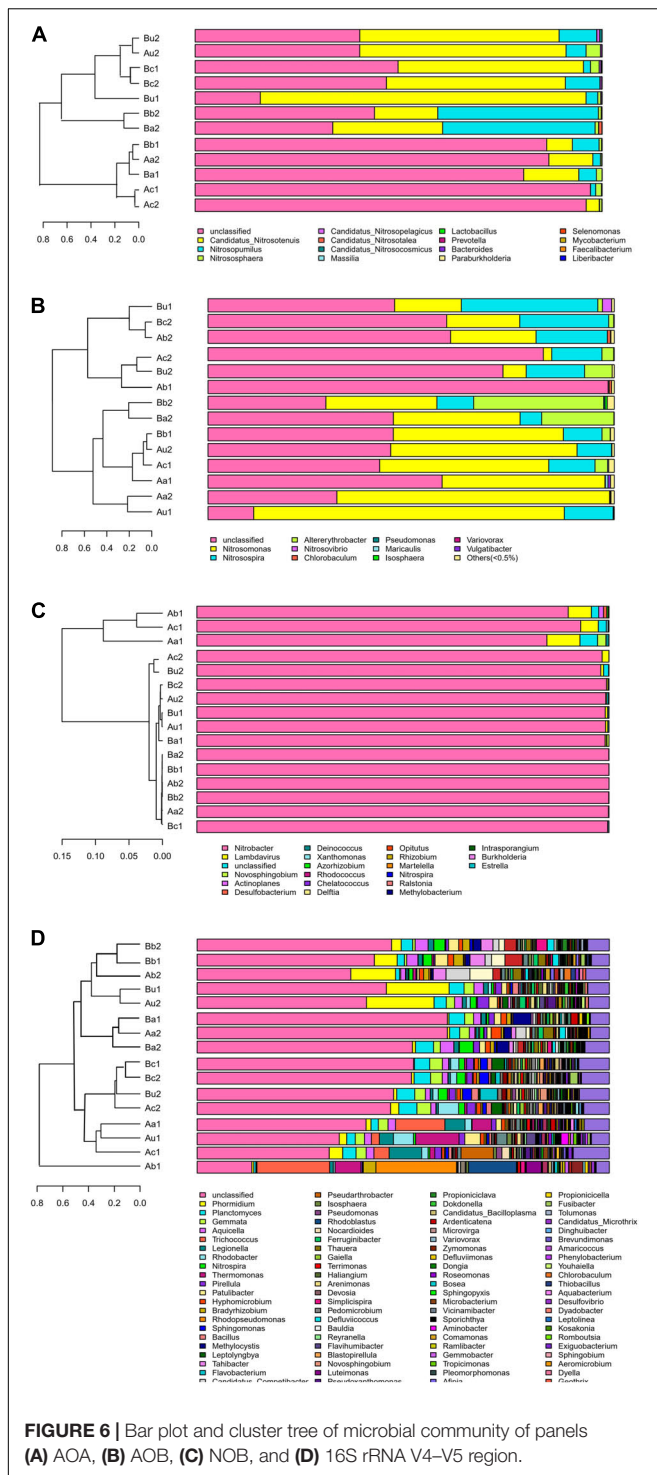 A
Bu2
Au2
Bc1
Bc2
Bu1
Bb2
Ba2
Bb1
Aa2
Ba1
Ac1
Ac2
0.8 0.6 0.4 0.2 0.0
unclassified Candidatus_Nitrosopelagicus Lactobacillus Selenomonas
Candidatus_Nitrosotenuis Candidatus_Nitrosotalea Prevotella Mycobacterium
Nitrosopumilus Candidatus_Nitrosocosmicus Bacteroides Faecalibacterium
Nitrososphaera Massilia Paraburkholderia Liberibacter
B
Bu1
Bc2
Ab2
Ac2
Bu2
Ab1
Bb2
Ba2
Bb1
Au2
Ac1
Aa1
Aa2
Au1
0.8 0.6 0.4 0.2 0.0
unclassified Altererythrobacter Pseudomonas Variovorax
Nitrosomonas Nitrosovibrio Maricaulis Vulgatibacter
Nitrosospira Chlorobaculum Isosphaera Others(<0.5%)
C
Ab1
Ac1
Aa1
Ac2
Bu2
Bc2
Au2
Bu1
Au1
Ba1
Ba2
Bb1
Ab2
Bb2
Aa2
Bc1
0.15 0.10 0.05 0.00
Nitrobacter Deinococcus Opitutus Intrasporangium
Lambdavirus Xanthomonas Rhizobium Burkholderia
unclassified Azorhizobium Martelella Estrella
Novosphingobium Rhodococcus Nitrospira
Actinoplanes Chelatococcus Ralstonia
Desulfobacterium Delftia Methylobacterium
D
Bb2
Bb1
Ab2
Bu1
Au2
Ba1
Aa2
Ba2
Bc1
Bc2
Bu2
Ac2
Aa1
Au1
Ac1
Ab1
0.8 0.6 0.4 0.2 0.0
unclassified Pseudarthrobacter Propioniciclava Propionicicella
Phormidium Isosphaera Dokdonella Fusibacter
Planctomyces Pseudomonas Candidatus_Bacilloplasma Tolumonas
Gemmata Rhodoblastus Ardenticatena Candidatus_Microthrix
Aquicella Nocardioides Microvirga Dinghuibacter
Trichococcus Ferruginibacter Variovorax Brevundimonas
Legionella Thauera Zymomonas Amaricoccus
Rhodobacter Gaiella Defluviimonas Phenylobacterium
Nitrospira Terrimonas Dongia Youhaiella
Thermomonas Haliangium Roseomonas Chlorobaculum
Pirellula Arenimonas Bosea Thiobacillus
Patulibacter Devosia Sphingopyxis Aquabacterium
Hyphomicrobium Simplicispira Microbacterium Desulfovibrio
Bradyrhizobium Pedomicrobium Vicinamibacter Dyadobacter
Rhodopseudomonas Defluviicoccus Sporichthya Leptolinea
Sphingomonas Bauldia Aminobacter Kosakonia
Bacillus Reyranella Comamonas Romboutsia
Methylocystis Flavihumibacter Ramlibacter Exiguobacterium
Leptolyngbya Blastopirellula Gemmobacter Sphingobium
Tahibacter Novosphingobium Tropicimonas Aeromicrobium
Flavobacterium Luteimonas Pleomorphomonas Dyella
Candidatus_Competibacter Pseudoxanthomonas Afipia Geothrix
FIGURE 6 | Bar plot and cluster tree of microbial community of panels
(A) AOA, (B) AOB, (C) NOB, and (D) 16S rRNA V4–V5 region.